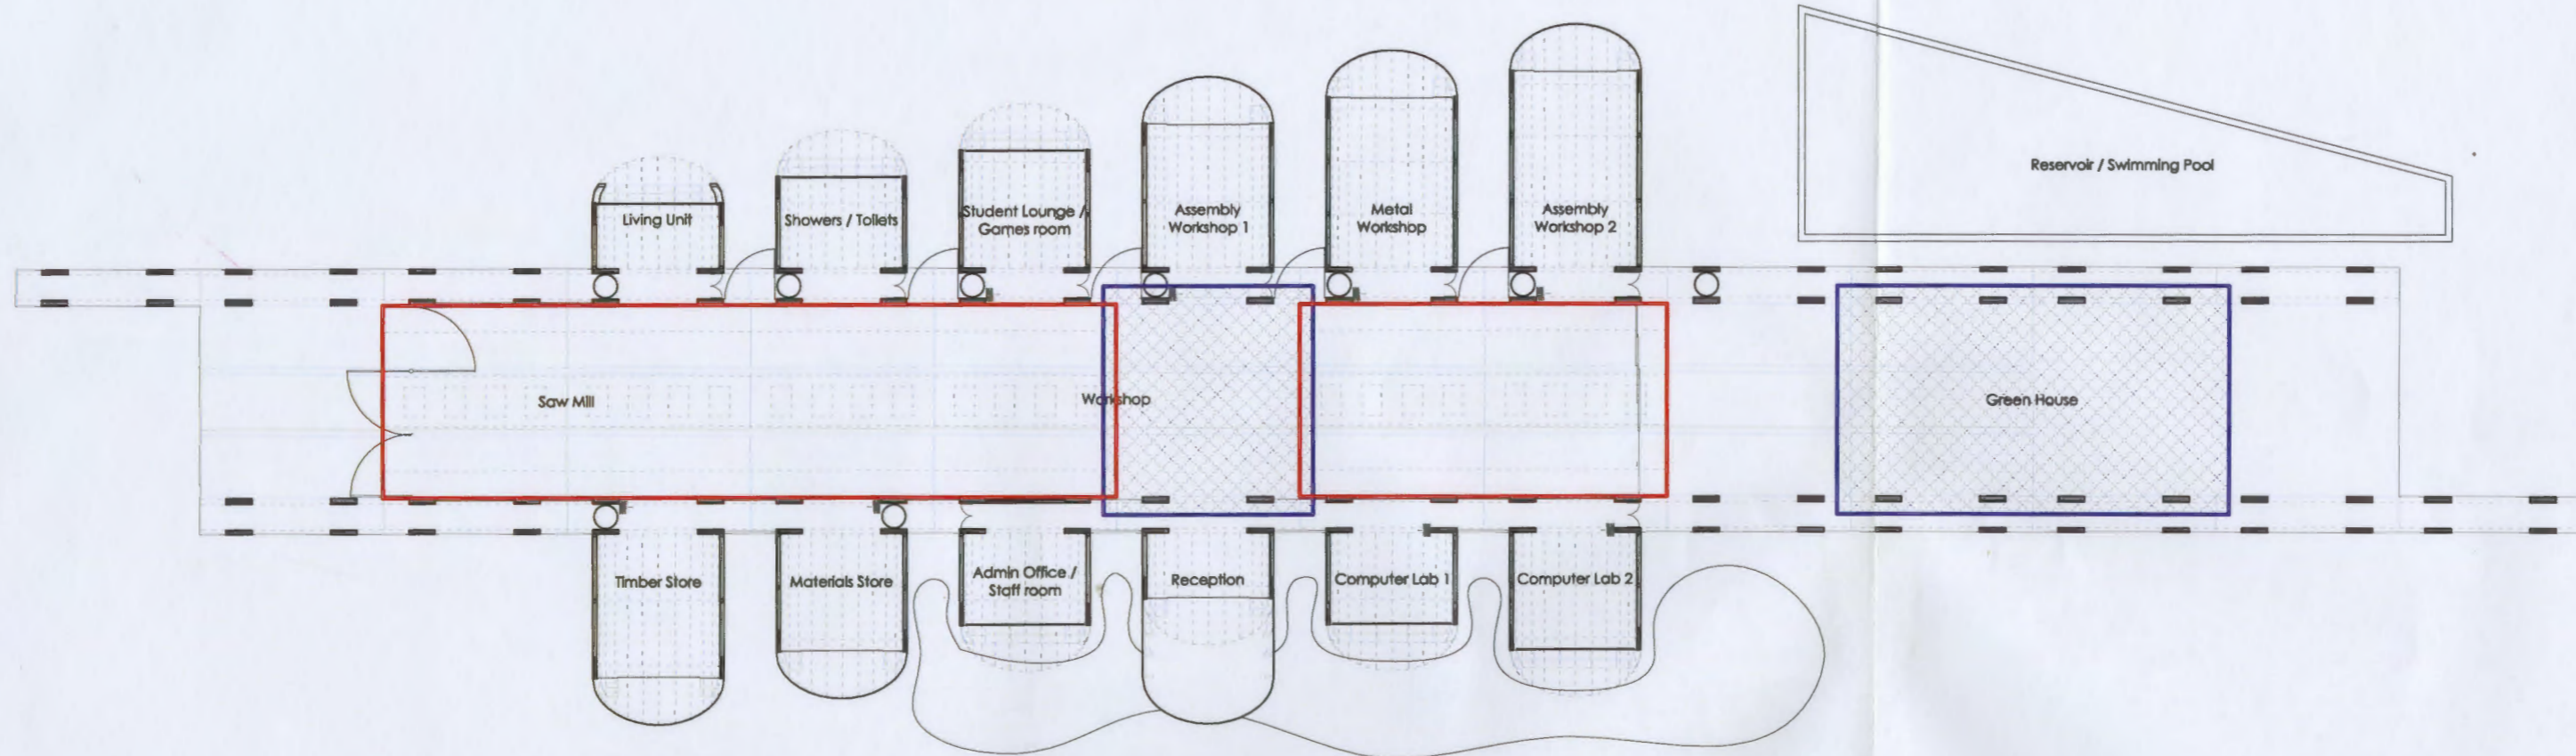 Living Unit
Showers / Toilets
Student Lounge /
Games room
Assembly
Workshop 1
Metal
Workshop
Assembly
Workshop 2
Reservoir / Swimming Pool
Saw Mill
Workshop
Green House
Timber Store
Materials Store
Admin Office /
Staff room
Reception
Computer Lab 1
Computer Lab 2